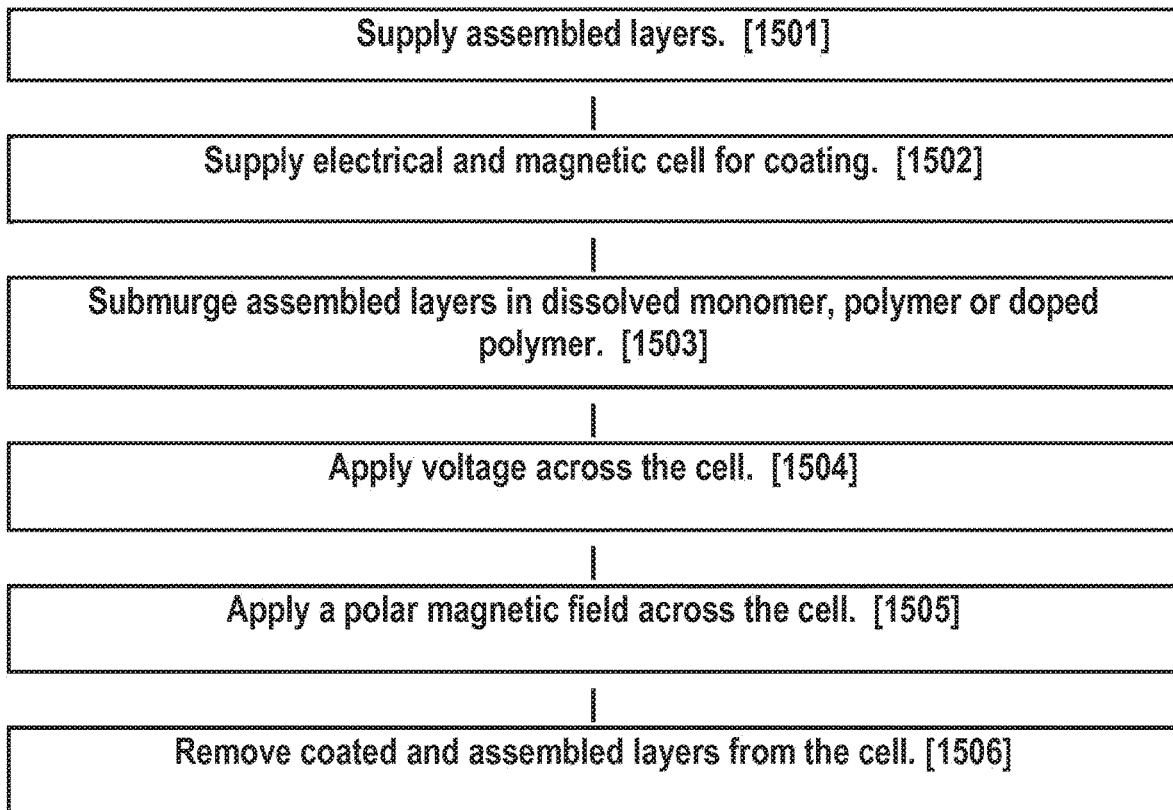 Supply assembled layers. [1501]
Supply electrical and magnetic cell for coating. [1502]
Submurge assembled layers in dissolved monomer, polymer or doped
polymer. [1503]
Apply voltage across the cell. [1504]
Apply a polar magnetic field across the cell. [1505]
Remove coated and assembled layers from the cell. [1506]